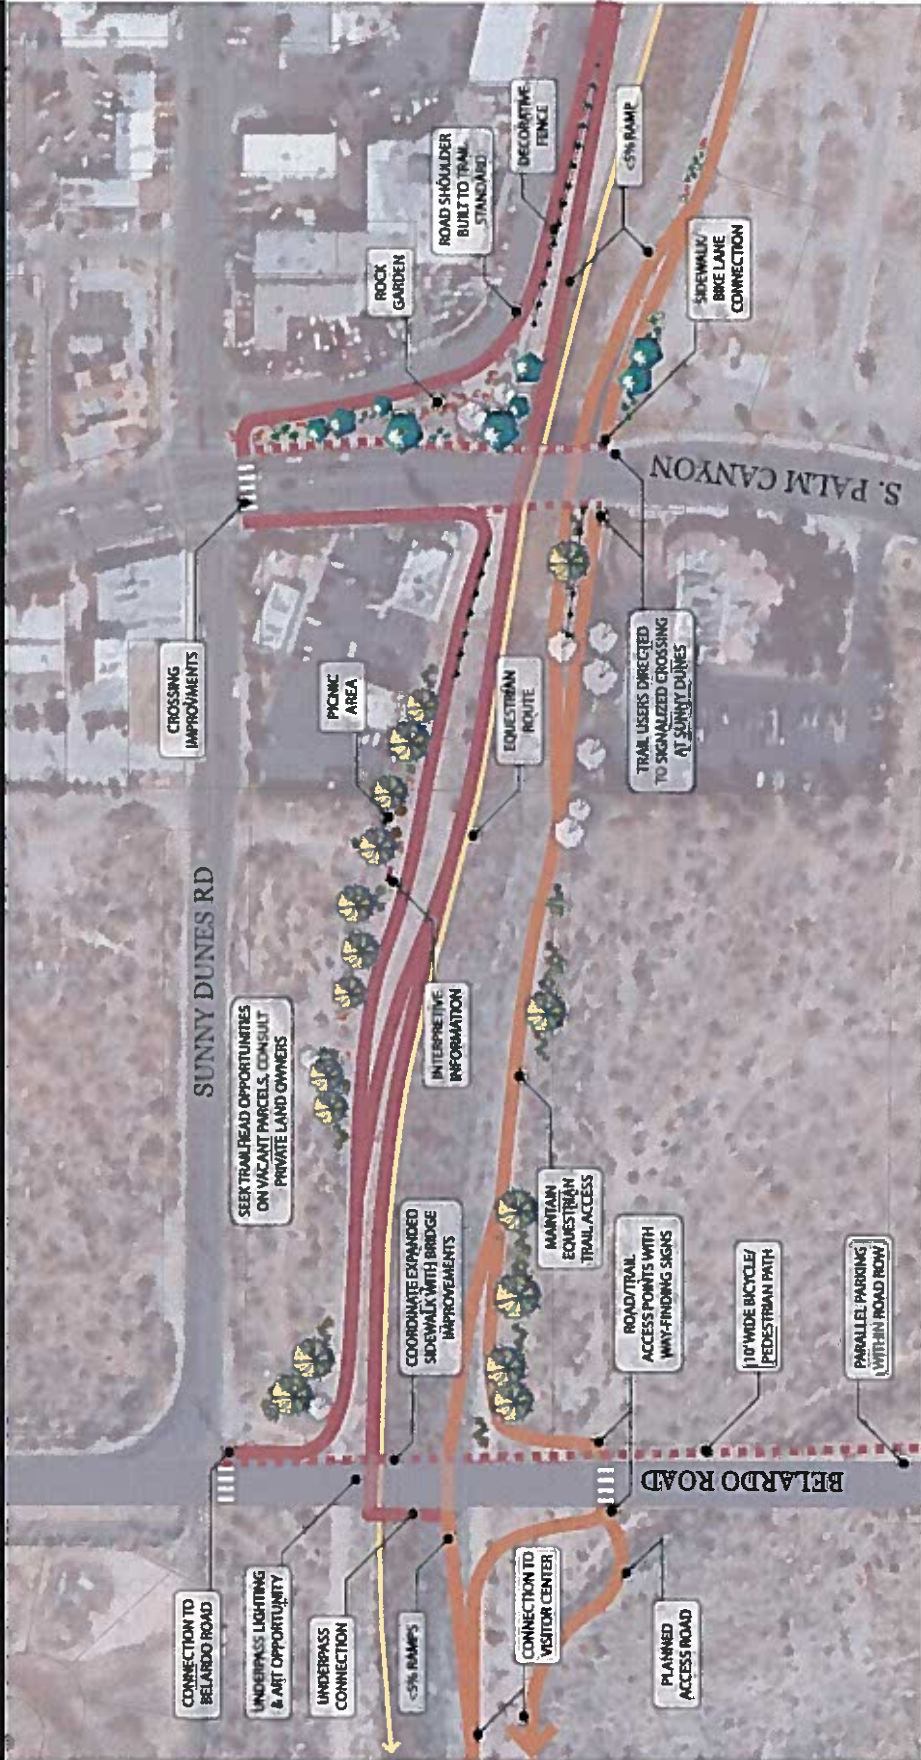 CONNECTION TO
BELARDO ROAD
UNDERPASS LIGHTING
& ART OPPORTUNITY
UNDERPASS
CONNECTION
<5% RAMPS
CONNECTION TO
VISITOR CENTER
PLANNED
ACCESS ROAD
BELARDO ROAD
SEEK TRAILHEAD OPPORTUNITIES
ON VACANT PARCELS, CONSULT
PRIVATE LAND OWNERS
COORDINATE EXPANDED
SIDEWALK WITH BRIDGE
IMPROVEMENTS
MAINTAIN
EQUESTRIAN
TRAIL ACCESS
ROAD/TRAIL
ACCESS POINTS WITH
WAY-FINDING SIGNS
10' WIDE BICYCLE/
PEDESTRIAN PATH
PARALLEL PARKING
WITHIN ROAD ROW
SUNNY DUNES RD
INTERPRETIVE
INFORMATION
CROSSING
IMPROVMENTS
PICNIC
AREA
EQUESTRIAN
ROUTE
TRAIL USERS DIRECTED
TO SIGNALIZED CROSSING
AT SUNNY DUNES
S. PALM CANYON
ROCK
GARDEN
ROAD SHOULDER
BUILT TO TRAIL
STANDARD
DECORATIVE
FENCE
<5% RAMP
SIDEWALK/
BIKE LANE
CONNECTION